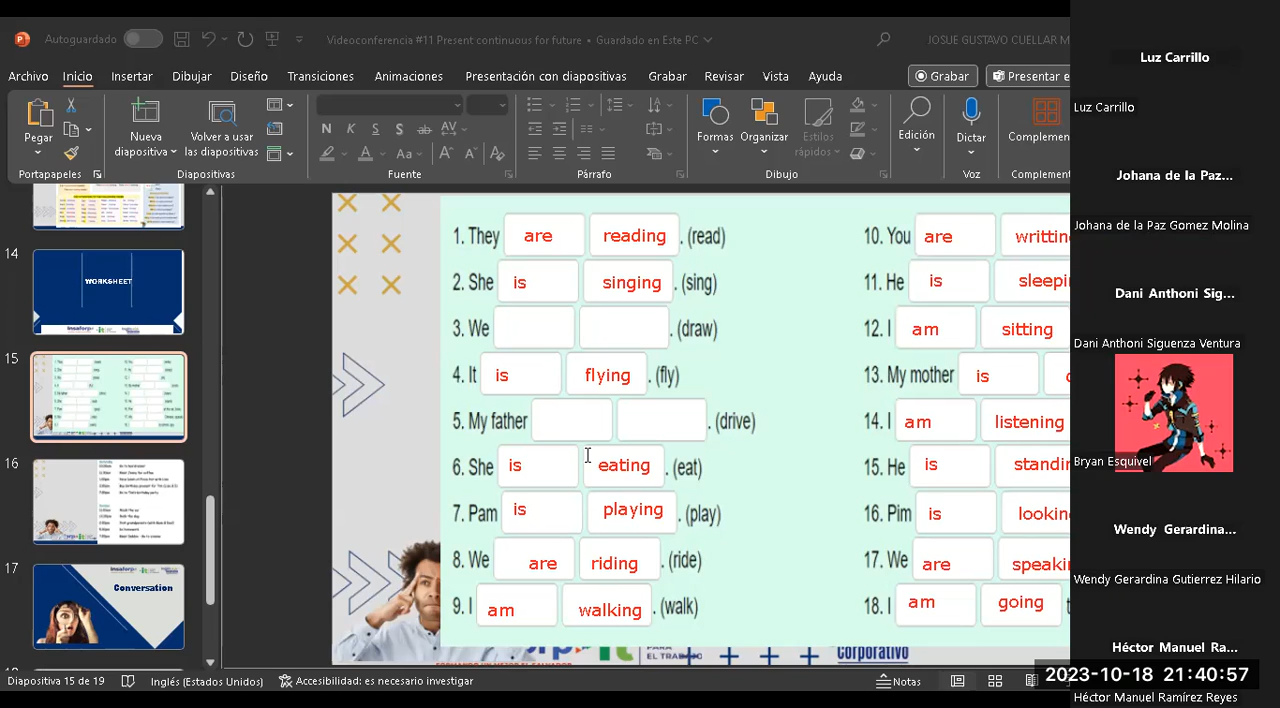 Autoguardado
Videoconferencia #11 Present continuous for future • Guardado en Este PC
JOSUE GUSTAVO CUELLAR M
Archivo Inicio Insertar Dibujar Diseño Transiciones Animaciones Presentación con diapositivas Grabar Revisar Vista Ayuda
Grabar
Presentar e
Pegar
Nueva diapositiva
Volver a usar las diapositivas
N K S S ab AV
A Aa A A A
Formas
Organizar
Estilos rápidos
Edición
Dictar
Complemen
Portapapeles
Diapositivas
Fuente
Párrafo
Dibujo
Voz
Complement
14
WORKSHEET
insaforp
15
16
17
Conversation
1. They are reading . (read)
2. She is singing . (sing)
3. We . (draw)
4. It is flying . (fly)
5. My father . (drive)
6. She is eating . (eat)
7. Pam is playing . (play)
8. We are riding . (ride)
9. I am walking . (walk)
10. You are writtin
11. He is sleepi
12. I am sitting
13. My mother is
14. I am listening
15. He is standi
16. Pim is lookin
17. We are speaki
18. I am going t
PARA
EL TRABAJO
Corporativo
Diapositiva 15 de 19
Inglés (Estados Unidos)
Accesibilidad: es necesario investigar
Notas
Luz Carrillo
Luz Carrillo
Johana de la Paz...
Johana de la Paz Gomez Molina
Dani Anthoni Sig...
Dani Anthoni Siguenza Ventura
Bryan Esquivel
Wendy Gerardina...
Wendy Gerardina Gutierrez Hilario
Héctor Manuel Ra...
2023-10-18 21:40:57
Héctor Manuel Ramírez Reyes